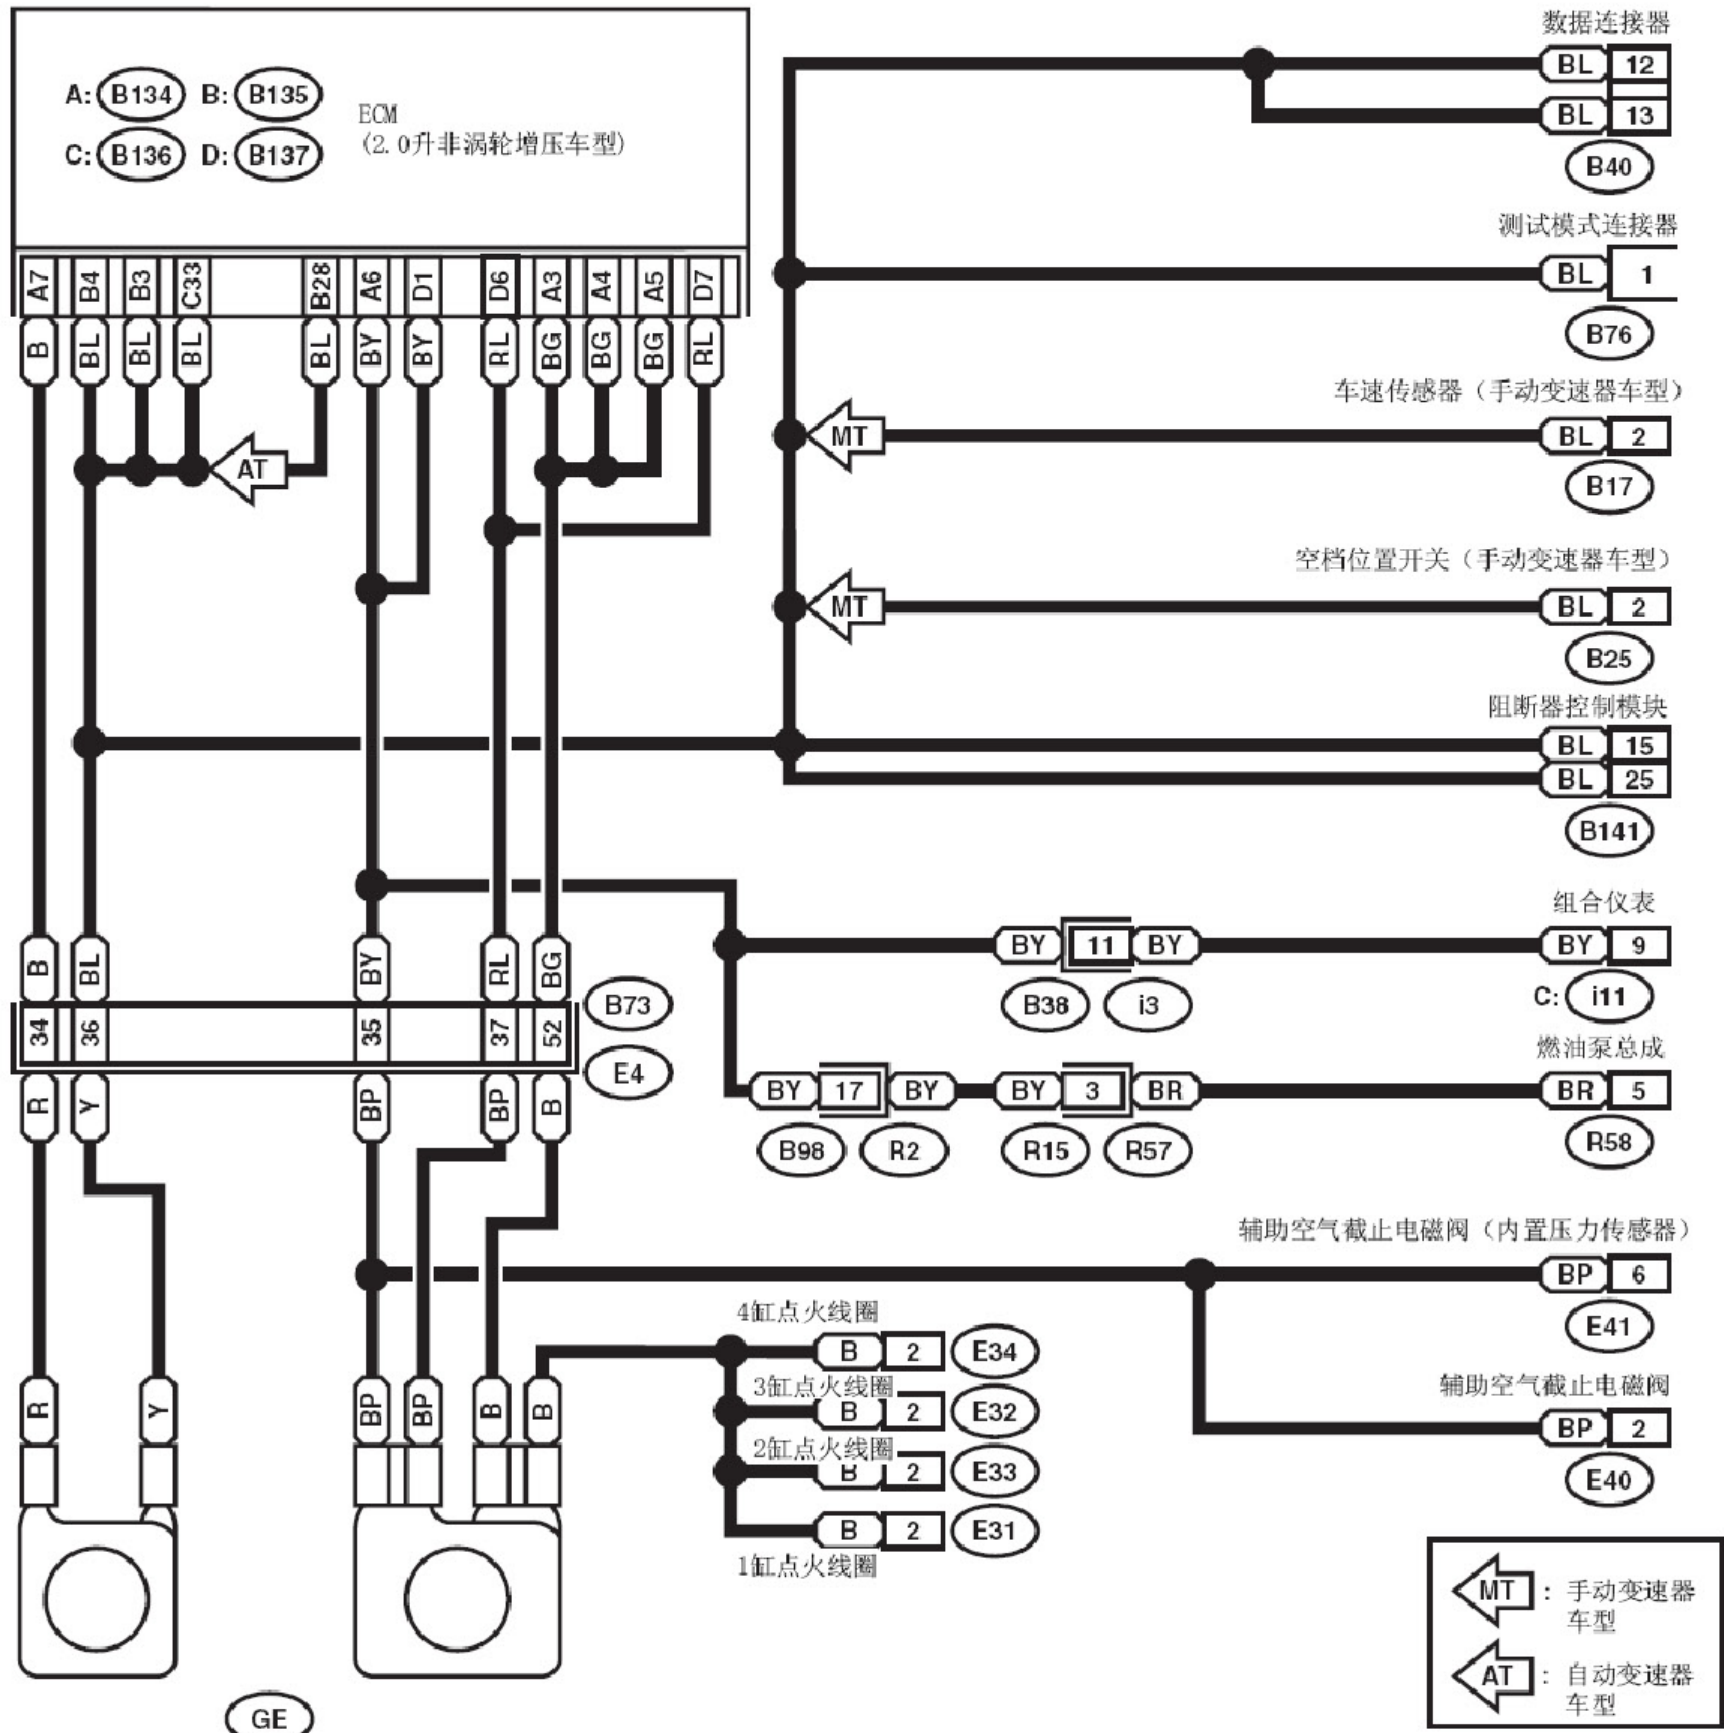 数据连接器
BL 12
A: B134 B: B135
ECM
BL 13
C: B136 D: B137
(2.0升非涡轮增压车型)
B40
测试模式连接器
A7 B4 B3 C33 B28 A6 D1 D6 A3 A4 A5 D7
BL 1
B BL BL BL BL BY BY RL BG BG BG RL
B76
车速传感器（手动变速器车型）
MT BL 2
AT
B17
空档位置开关（手动变速器车型）
MT BL 2
B25
阻断器控制模块
BL 15
BL 25
B141
组合仪表
B BL BY RL BG
BY 11 BY BY 9
B73
B38 i3 C: i11
34 36 35 37 52
燃油泵总成
E4
R Y BP BP B
BY 17 BY BY 3 BR BR 5
B98 R2 R15 R57 R58
辅助空气截止电磁阀（内置压力传感器）
BP 6
4缸点火线圈
E41
B 2 E34
3缸点火线圈
辅助空气截止电磁阀
R Y BP BP B B
B 2 E32
BP 2
2缸点火线圈
B 2 E33
E40
B 2 E31
1缸点火线圈
MT : 手动变速器
车型
AT : 自动变速器
车型
GE